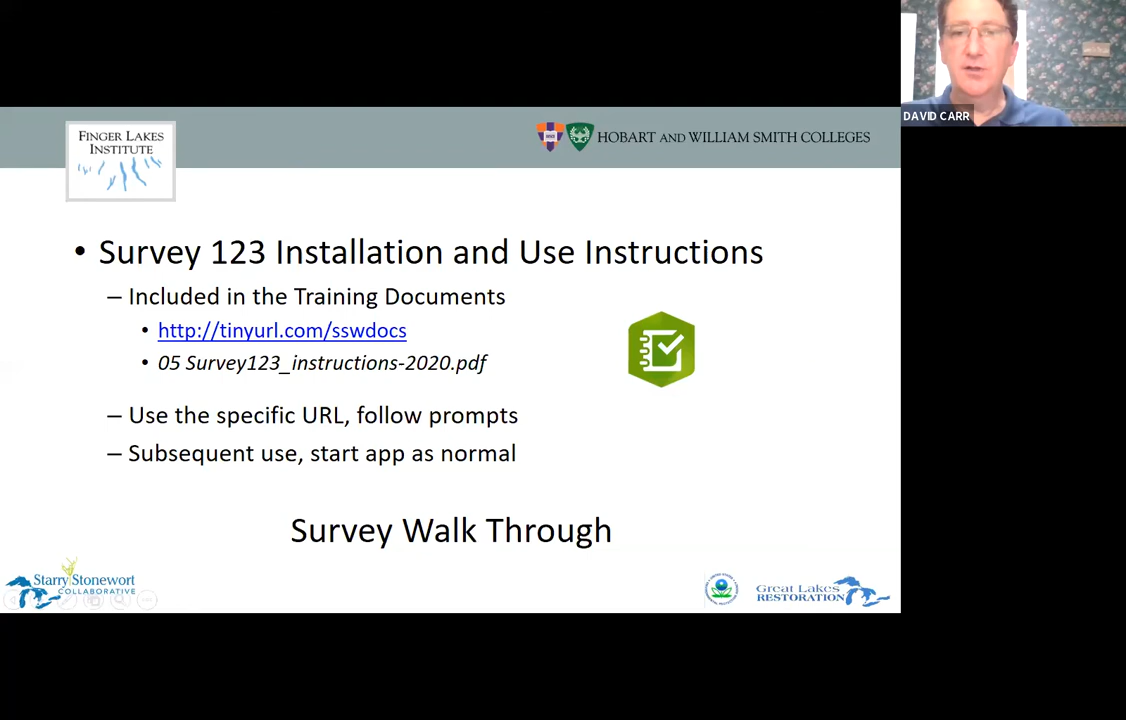 DAVID CARR
FINGER LAKES
INSTITUTE
HOBART AND WILLIAM SMITH COLLEGES
• Survey 123 Installation and Use Instructions
– Included in the Training Documents
• http://tinyurl.com/sswdocs
• 05 Survey123_instructions-2020.pdf
– Use the specific URL, follow prompts
– Subsequent use, start app as normal
Survey Walk Through
Starry Stonewort
COLLABORATIVE
Great Lakes
RESTORATION